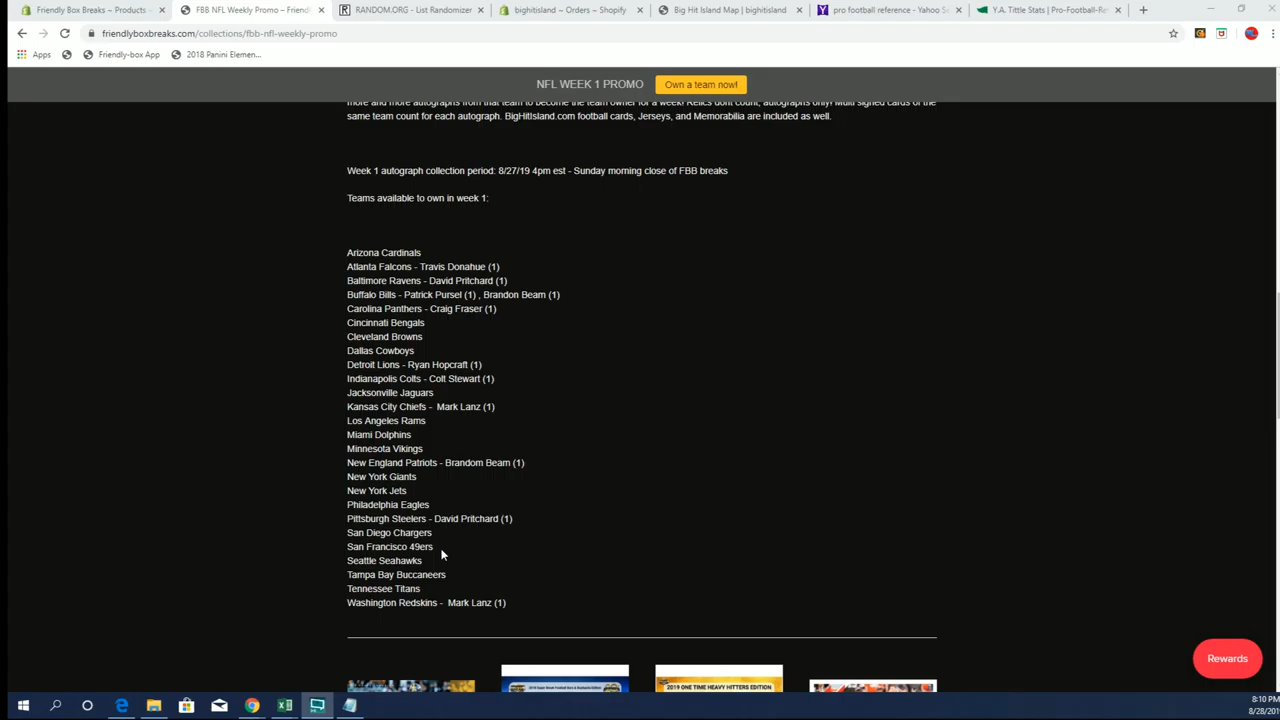 Friendly Box Breaks ~ Products ~
FBB NFL Weekly Promo – Friendl
RANDOM.ORG - List Randomizer
bighitisland ~ Orders ~ Shopify
Big Hit Island Map | bighitisland
pro football reference - Yahoo Se
Y.A. Tittle Stats | Pro-Football-Re
friendlyboxbreaks.com/collections/fbb-nfl-weekly-promo
Apps
Friendly-box App
2018 Panini Elemen...
NFL WEEK 1 PROMO
Own a team now!
more and more autographs from that team to become the team owner for a week! Relics dont count, autographs only! Multi signed cards of the
same team count for each autograph. BigHitIsland.com football cards, Jerseys, and Memorabilia are included as well.
Week 1 autograph collection period: 8/27/19 4pm est - Sunday morning close of FBB breaks
Teams available to own in week 1:
Arizona Cardinals
Atlanta Falcons - Travis Donahue (1)
Baltimore Ravens - David Pritchard (1)
Buffalo Bills - Patrick Pursel (1) , Brandon Beam (1)
Carolina Panthers - Craig Fraser (1)
Cincinnati Bengals
Cleveland Browns
Dallas Cowboys
Detroit Lions - Ryan Hopcraft (1)
Indianapolis Colts - Colt Stewart (1)
Jacksonville Jaguars
Kansas City Chiefs - Mark Lanz (1)
Los Angeles Rams
Miami Dolphins
Minnesota Vikings
New England Patriots - Brandom Beam (1)
New York Giants
New York Jets
Philadelphia Eagles
Pittsburgh Steelers - David Pritchard (1)
San Diego Chargers
San Francisco 49ers
Seattle Seahawks
Tampa Bay Buccaneers
Tennessee Titans
Washington Redskins - Mark Lanz (1)
Rewards
2019 ONE TIME HEAVY HITTERS EDITION
8:10 PM
8/28/201